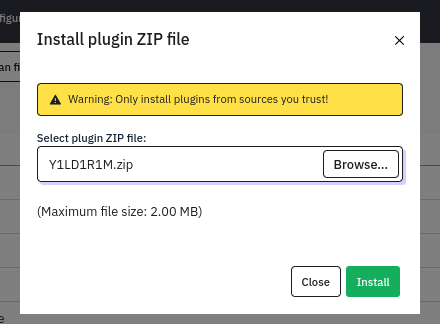 figur
Install plugin ZIP file
an fi
Warning: Only install plugins from sources you trust!
Select plugin ZIP file:
Y1LD1R1M.zip
Browse...
(Maximum file size: 2.00 MB)
Close
Install
e